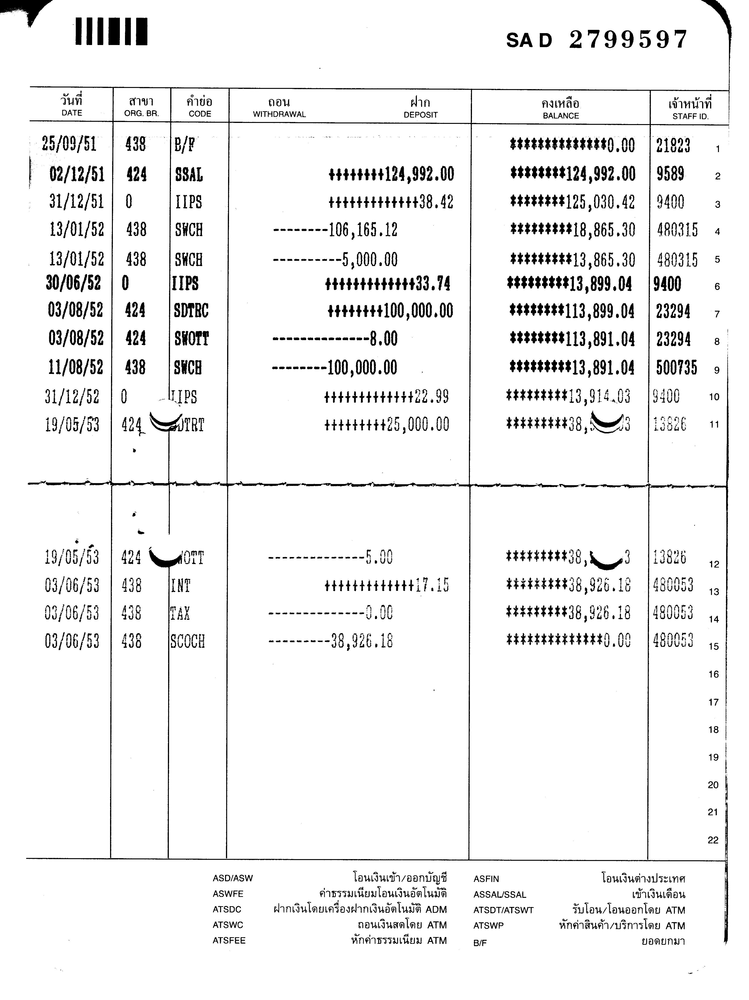 SA D 2799597
วันที่ สาขา คำย่อ ถอน ฝาก คงเหลือ เจ้าหน้าที่
DATE ORG. BR. CODE WITHDRAWAL DEPOSIT BALANCE STAFF ID.
25/09/51 438 B/F **************0.00 21823 1
02/12/51 424 SSAL ++++++++124,992.00 ********124,992.00 9589 2
31/12/51 0 IIPS +++++++++++++38.42 ********125,030.42 9400 3
13/01/52 438 SWCH --------106,165.12 *********18,865.30 480315 4
13/01/52 438 SWCH ----------5,000.00 *********13,865.30 480315 5
30/06/52 0 IIPS +++++++++++++33.74 *********13,899.04 9400 6
03/08/52 424 SDTRC ++++++++100,000.00 ********113,899.04 23294 7
03/08/52 424 SWOTT --------------8.00 ********113,891.04 23294 8
11/08/52 438 SWCH --------100,000.00 *********13,891.04 500735 9
31/12/52 0 IIPS +++++++++++++22.99 *********13,914.03 9400 10
19/05/53 424 +++++++++25,000.00 13826 11
19/05/53 424 --------------5.00 13826 12
03/06/53 438 INT +++++++++++++17.15 *********38,926.18 480053 13
03/06/53 438 TAX --------------0.00 *********38,926.18 480053 14
03/06/53 438 SCOCH ---------38,926.18 **************0.00 480053 15
16
17
18
19
20
21
22
ASD/ASW โอนเงินเข้า/ออกบัญชี ASFIN โอนเงินต่างประเทศ
ASWFE ค่าธรรมเนียมโอนเงินอัตโนมัติ ASSAL/SSAL เข้าเงินเดือน
ATSDC ฝากเงินโดยเครื่องฝากเงินอัตโนมัติ ADM ATSDT/ATSWT รับโอน/โอนออกโดย ATM
ATSWC ถอนเงินสดโดย ATM ATSWP หักค่าสินค้า/บริการโดย ATM
ATSFEE หักค่าธรรมเนียม ATM B/F ยอดยกมา